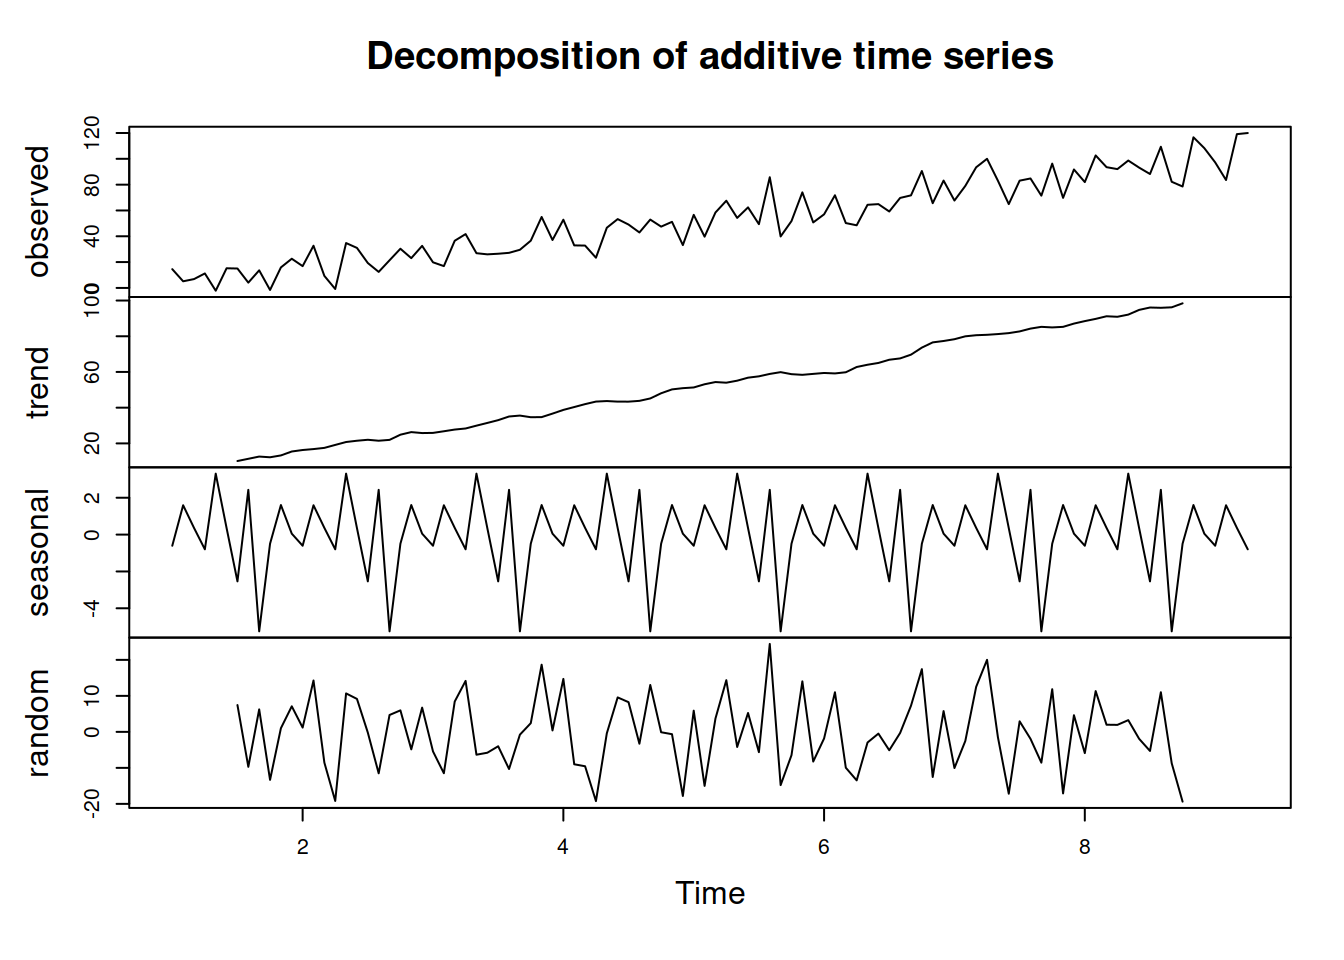 Decomposition of additive time series
observed
0 40 80 120
trend
20 60 100
seasonal
-4 0 2
random
-20 0 10
2 4 6 8
Time